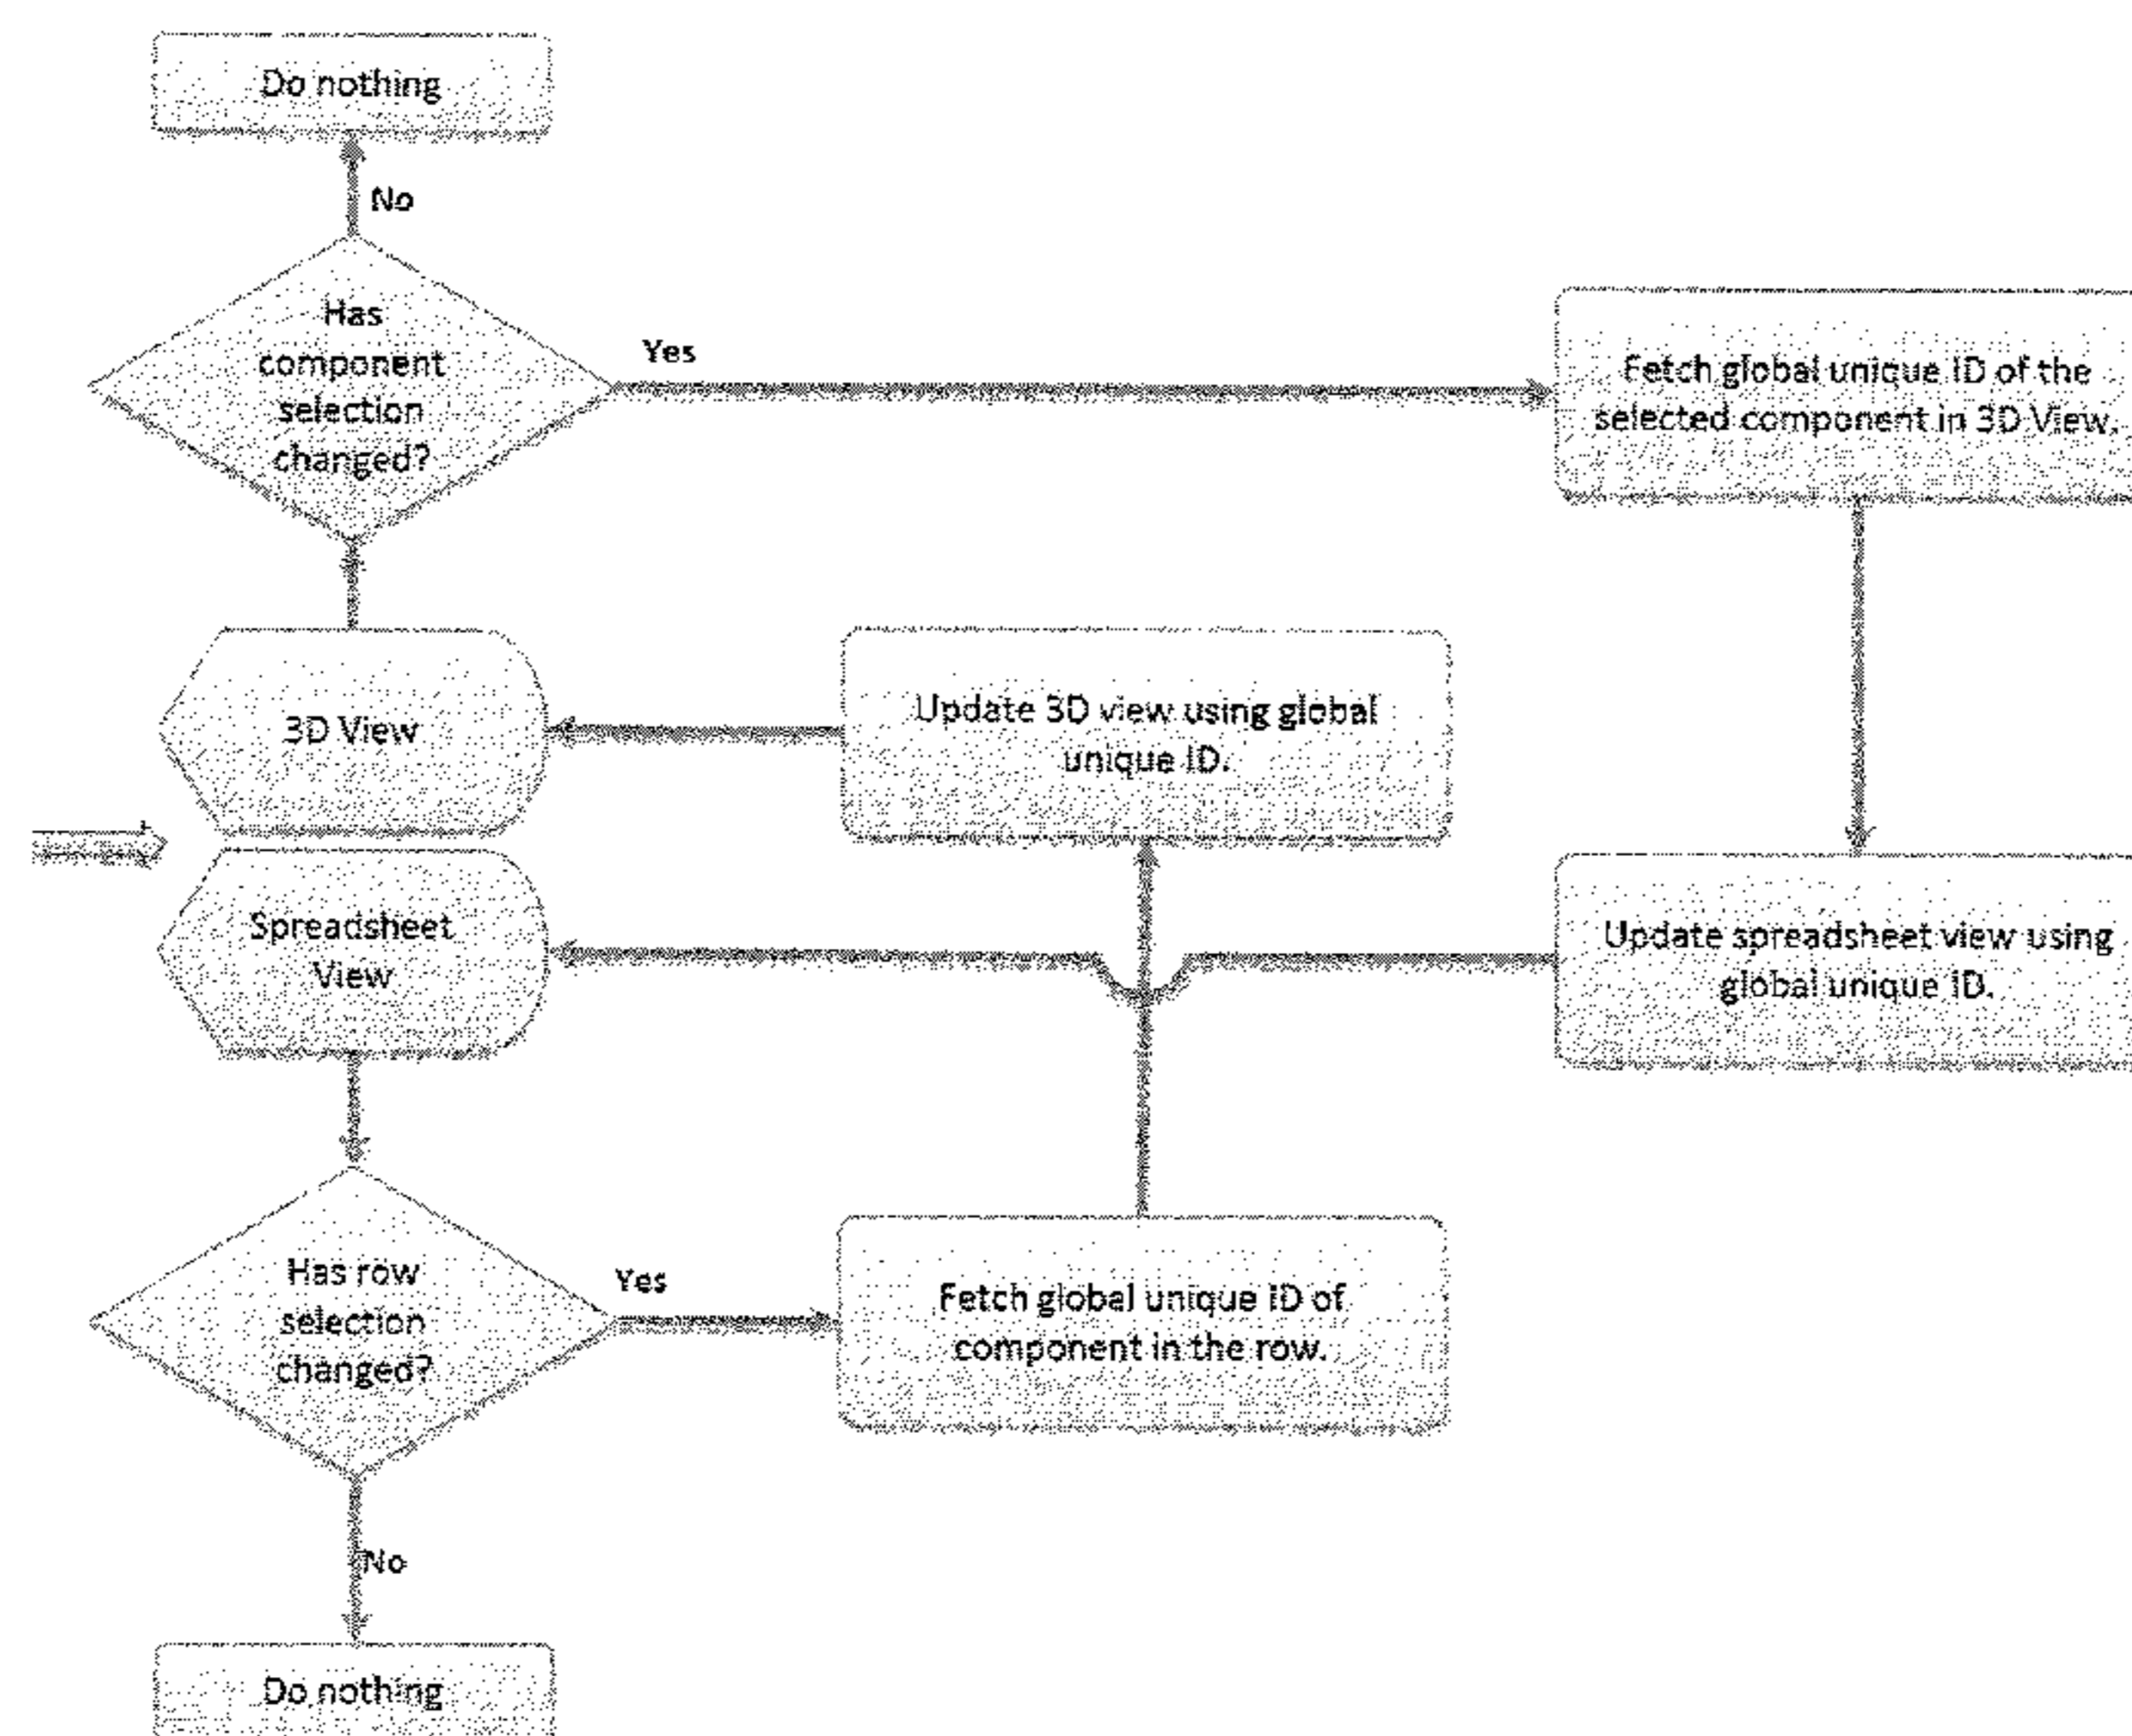 Do nothing
No
Has
component
selection
changed?
Yes
Fetch global unique ID of the
selected component in 3D View.
3D View
Update 3D view using global
unique ID.
Spreadsheet
View
Update spreadsheet view using
global unique ID.
Has row
selection
changed?
Yes
Fetch global unique ID of
component in the row.
No
Do nothing